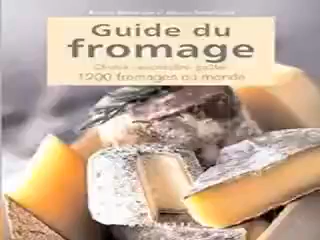 Guide du
fromage
Choisir, reconnaître, goûter
1200 fromages du monde